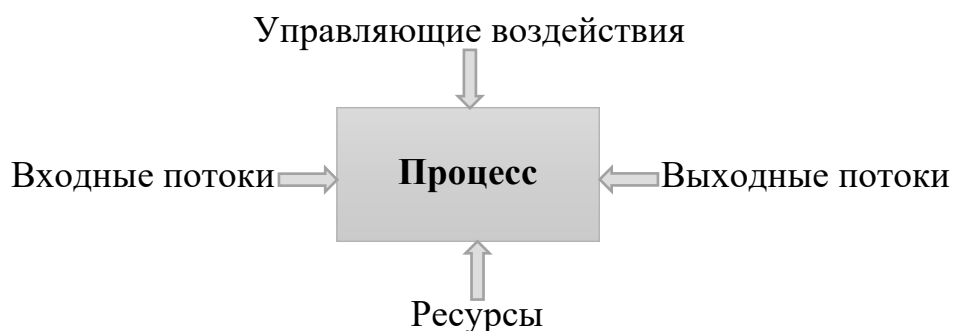 Управляющие воздействия
Входные потоки
Процесс
Выходные потоки
Ресурсы